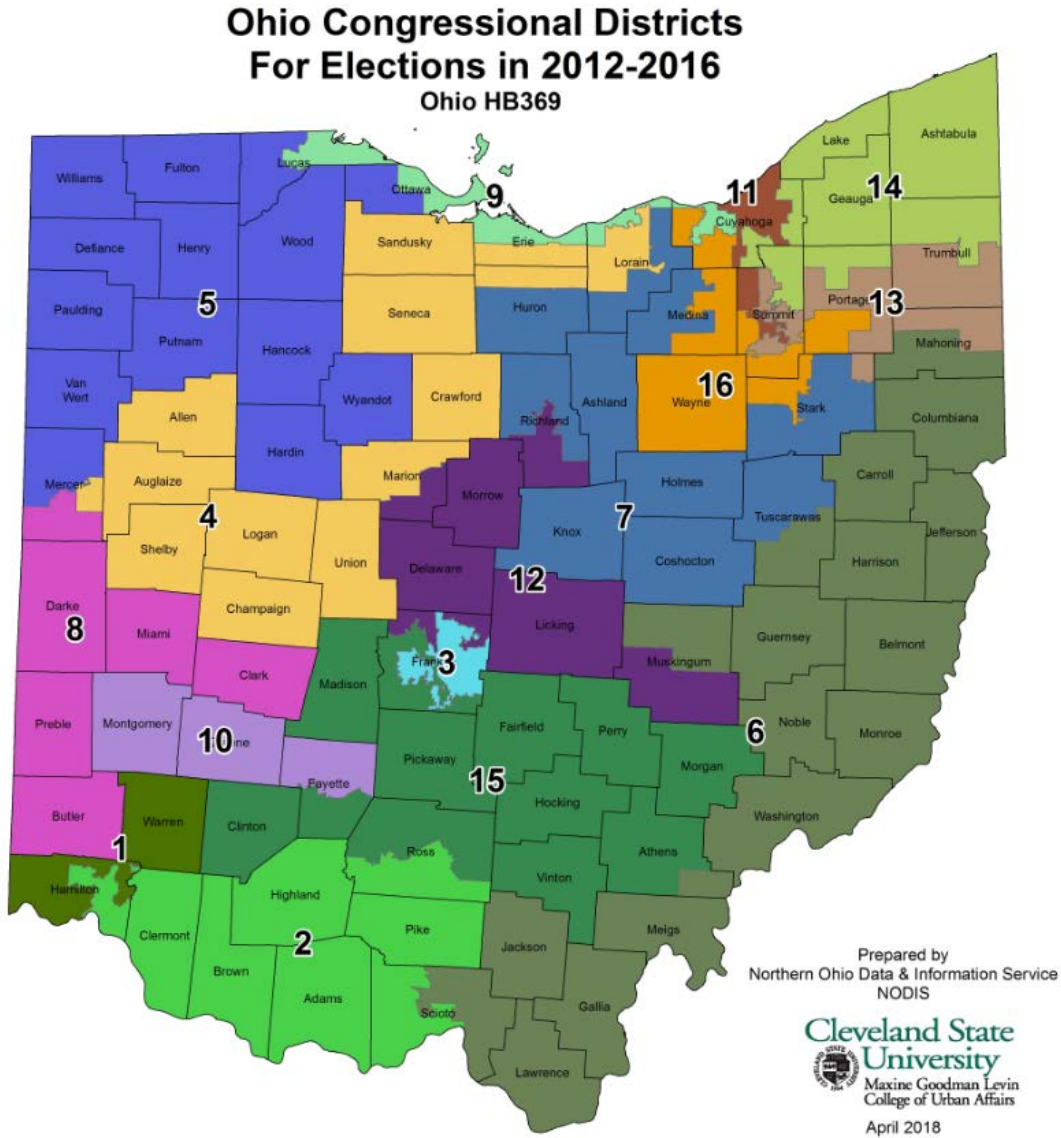 Ohio Congressional Districts
For Elections in 2012-2016
Ohio HB369
Lake
Ashtabula
Fulton
Lucas
Williams
Ottawa
9
11
14
Geauga
Cuyahoga
Defiance
Henry
Wood
Sandusky
Erie
Lorain
Trumbull
5
Paulding
Putnam
Seneca
Huron
Medina
Summit
Portage
13
Hancock
Mahoning
Van
Wert
Wyandot
Crawford
Ashland
16
Wayne
Stark
Allen
Richland
Columbiana
Hardin
Mercer
Auglaize
Marion
Morrow
Holmes
Carroll
4
Logan
Knox
7
Tuscarawas
Jefferson
Shelby
Union
Delaware
Coshocton
Harrison
12
Darke
8
Miami
Champaign
Licking
Guernsey
Belmont
Clark
Madison
Frank
3
Muskingum
Preble
Montgomery
10
ne
Fairfield
Perry
6
Noble
Monroe
Pickaway
15
Morgan
Fayette
Hocking
Butler
Warren
Clinton
Washington
1
Ross
Athens
Hamilton
Highland
Vinton
Clermont
2
Pike
Jackson
Meigs
Brown
Adams
Scioto
Gallia
Lawrence
Prepared by
Northern Ohio Data & Information Service
NODIS
Cleveland State
University
Maxine Goodman Levin
College of Urban Affairs
April 2018